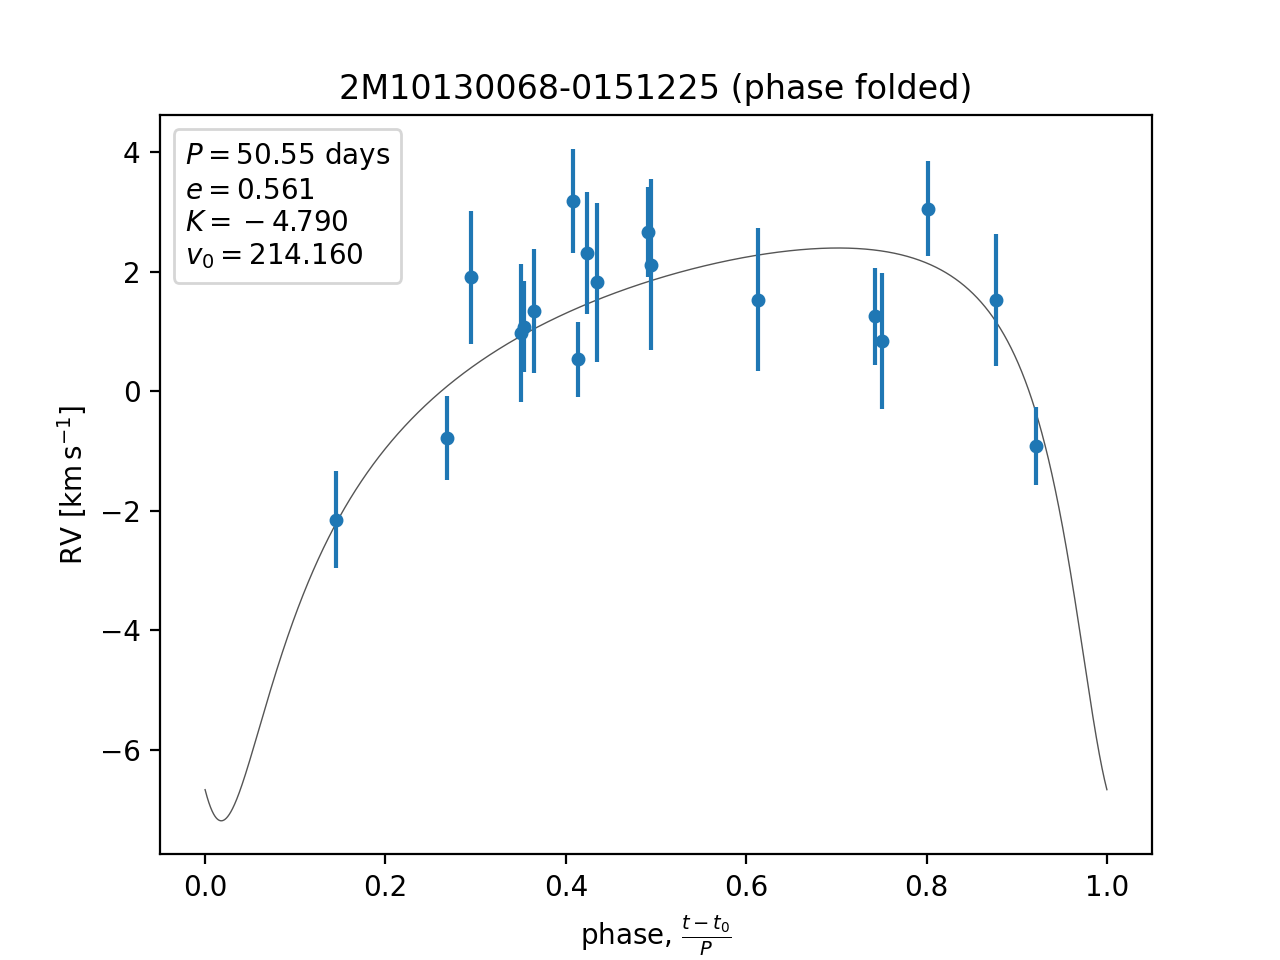 2M10130068-0151225 (phase folded)
P = 50.55 days
e = 0.561
K = −4.790
v₀ = 214.160
4
2
0
−2
−4
−6
RV [km s⁻¹]
0.0 0.2 0.4 0.6 0.8 1.0
phase, (t − t₀)/P